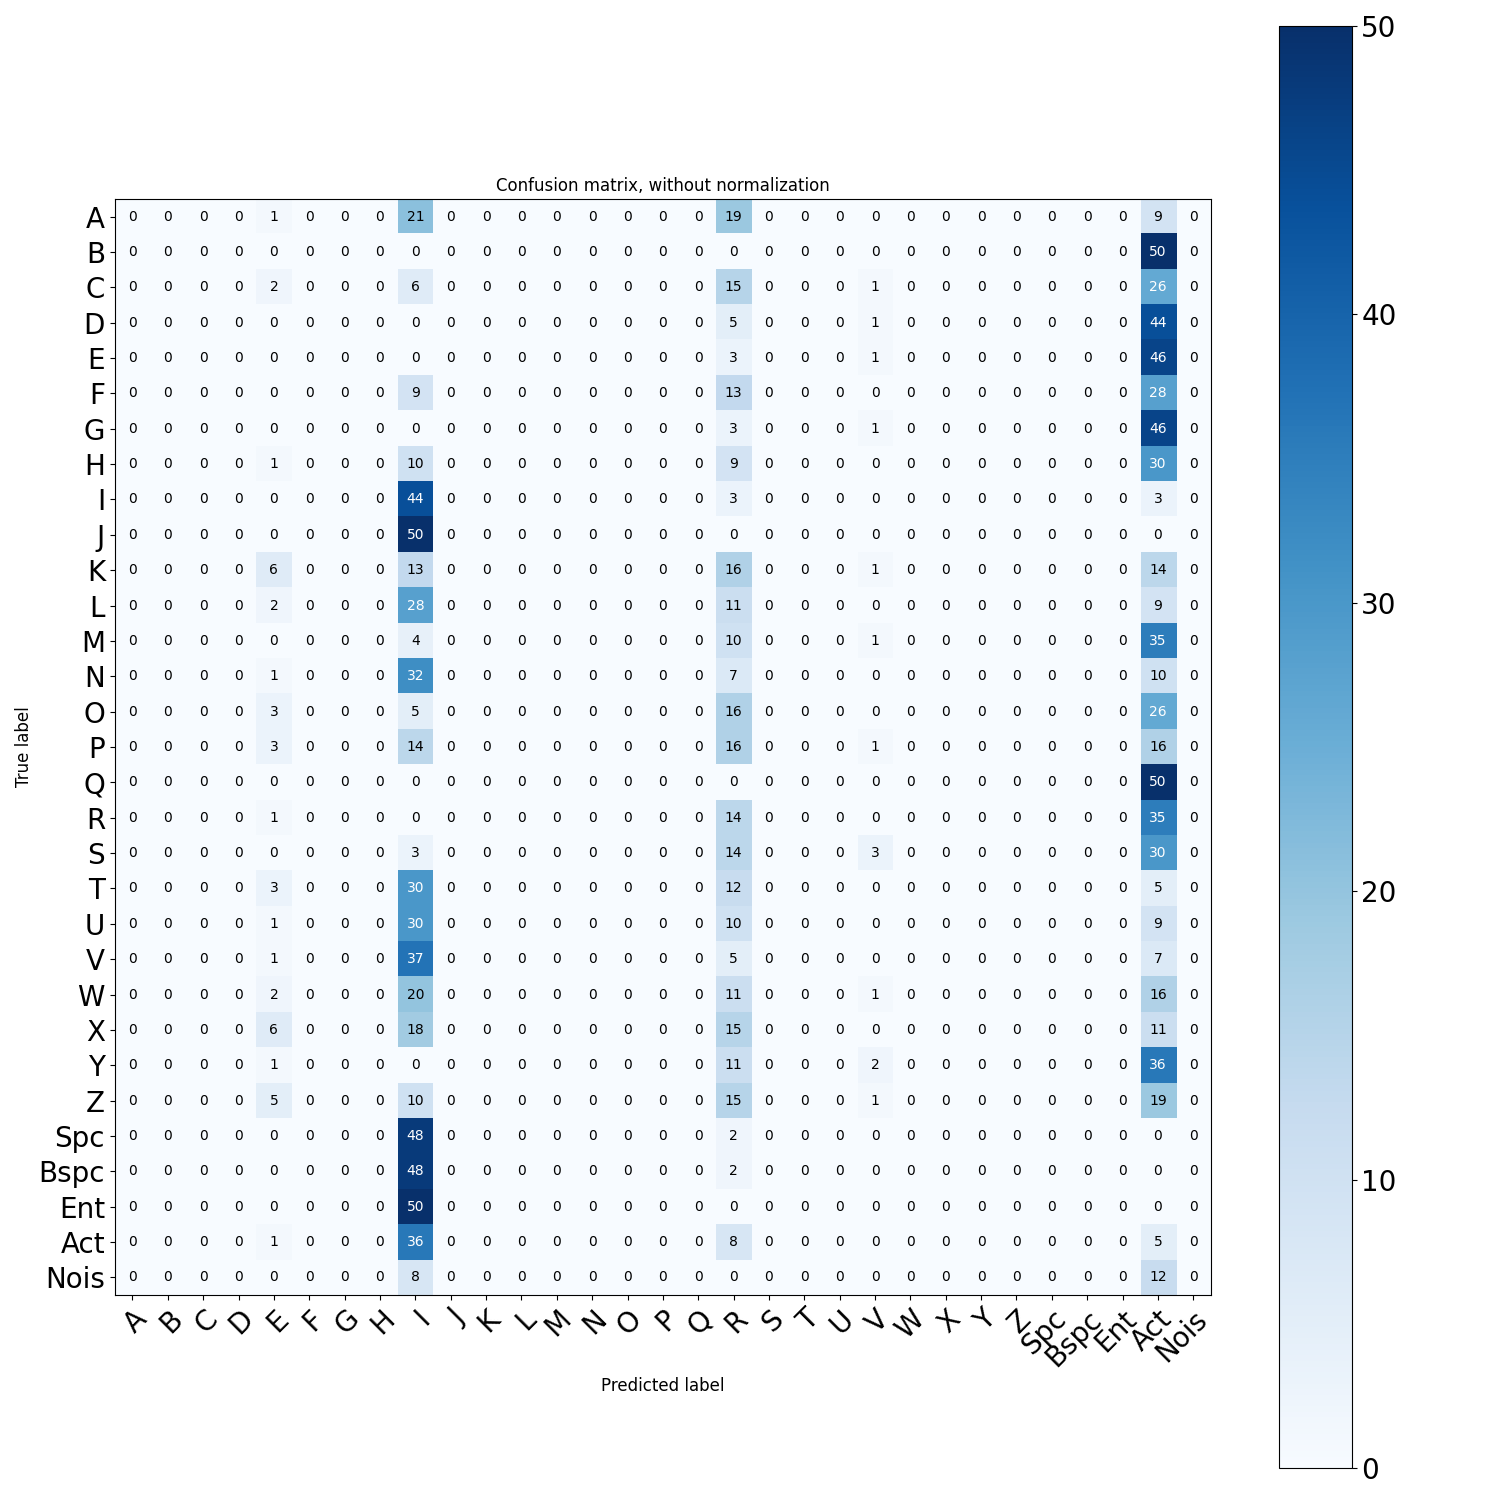 Confusion matrix, without normalization
A 0 0 0 0 1 0 0 0 21 0 0 0 0 0 0 0 0 19 0 0 0 0 0 0 0 0 0 0 0 9 0
B 0 0 0 0 0 0 0 0 0 0 0 0 0 0 0 0 0 0 0 0 0 0 0 0 0 0 0 0 0 50 0
C 0 0 0 0 2 0 0 0 6 0 0 0 0 0 0 0 0 15 0 0 0 1 0 0 0 0 0 0 0 26 0
D 0 0 0 0 0 0 0 0 0 0 0 0 0 0 0 0 0 5 0 0 0 1 0 0 0 0 0 0 0 44 0
E 0 0 0 0 0 0 0 0 0 0 0 0 0 0 0 0 0 3 0 0 0 1 0 0 0 0 0 0 0 46 0
F 0 0 0 0 0 0 0 0 9 0 0 0 0 0 0 0 0 13 0 0 0 0 0 0 0 0 0 0 0 28 0
G 0 0 0 0 0 0 0 0 0 0 0 0 0 0 0 0 0 3 0 0 0 1 0 0 0 0 0 0 0 46 0
H 0 0 0 0 1 0 0 0 10 0 0 0 0 0 0 0 0 9 0 0 0 0 0 0 0 0 0 0 0 30 0
I 0 0 0 0 0 0 0 0 44 0 0 0 0 0 0 0 0 3 0 0 0 0 0 0 0 0 0 0 0 3 0
J 0 0 0 0 0 0 0 0 50 0 0 0 0 0 0 0 0 0 0 0 0 0 0 0 0 0 0 0 0 0 0
K 0 0 0 0 6 0 0 0 13 0 0 0 0 0 0 0 0 16 0 0 0 1 0 0 0 0 0 0 0 14 0
L 0 0 0 0 2 0 0 0 28 0 0 0 0 0 0 0 0 11 0 0 0 0 0 0 0 0 0 0 0 9 0
M 0 0 0 0 0 0 0 0 4 0 0 0 0 0 0 0 0 10 0 0 0 1 0 0 0 0 0 0 0 35 0
N 0 0 0 0 1 0 0 0 32 0 0 0 0 0 0 0 0 7 0 0 0 0 0 0 0 0 0 0 0 10 0
O 0 0 0 0 3 0 0 0 5 0 0 0 0 0 0 0 0 16 0 0 0 0 0 0 0 0 0 0 0 26 0
P 0 0 0 0 3 0 0 0 14 0 0 0 0 0 0 0 0 16 0 0 0 1 0 0 0 0 0 0 0 16 0
Q 0 0 0 0 0 0 0 0 0 0 0 0 0 0 0 0 0 0 0 0 0 0 0 0 0 0 0 0 0 50 0
R 0 0 0 0 1 0 0 0 0 0 0 0 0 0 0 0 0 14 0 0 0 0 0 0 0 0 0 0 0 35 0
S 0 0 0 0 0 0 0 0 3 0 0 0 0 0 0 0 0 14 0 0 0 3 0 0 0 0 0 0 0 30 0
T 0 0 0 0 3 0 0 0 30 0 0 0 0 0 0 0 0 12 0 0 0 0 0 0 0 0 0 0 0 5 0
U 0 0 0 0 1 0 0 0 30 0 0 0 0 0 0 0 0 10 0 0 0 0 0 0 0 0 0 0 0 9 0
V 0 0 0 0 1 0 0 0 37 0 0 0 0 0 0 0 0 5 0 0 0 0 0 0 0 0 0 0 0 7 0
W 0 0 0 0 2 0 0 0 20 0 0 0 0 0 0 0 0 11 0 0 0 1 0 0 0 0 0 0 0 16 0
X 0 0 0 0 6 0 0 0 18 0 0 0 0 0 0 0 0 15 0 0 0 0 0 0 0 0 0 0 0 11 0
Y 0 0 0 0 1 0 0 0 0 0 0 0 0 0 0 0 0 11 0 0 0 2 0 0 0 0 0 0 0 36 0
Z 0 0 0 0 5 0 0 0 10 0 0 0 0 0 0 0 0 15 0 0 0 1 0 0 0 0 0 0 0 19 0
Spc 0 0 0 0 0 0 0 0 48 0 0 0 0 0 0 0 0 2 0 0 0 0 0 0 0 0 0 0 0 0 0
Bspc 0 0 0 0 0 0 0 0 48 0 0 0 0 0 0 0 0 2 0 0 0 0 0 0 0 0 0 0 0 0 0
Ent 0 0 0 0 0 0 0 0 50 0 0 0 0 0 0 0 0 0 0 0 0 0 0 0 0 0 0 0 0 0 0
Act 0 0 0 0 1 0 0 0 36 0 0 0 0 0 0 0 0 8 0 0 0 0 0 0 0 0 0 0 0 5 0
Nois 0 0 0 0 0 0 0 0 8 0 0 0 0 0 0 0 0 0 0 0 0 0 0 0 0 0 0 0 0 12 0
A B C D E F G H I J K L M N O P Q R S T U V W X Y Z Spc Bspc Ent Act Nois
Predicted label
True label
50
40
30
20
10
0